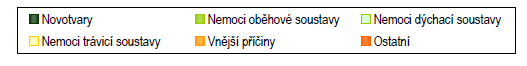 Novotvary Nemoci oběhové soustavy Nemoci dýchací soustavy
Nemoci trávicí soustavy Vnější příčiny Ostatní